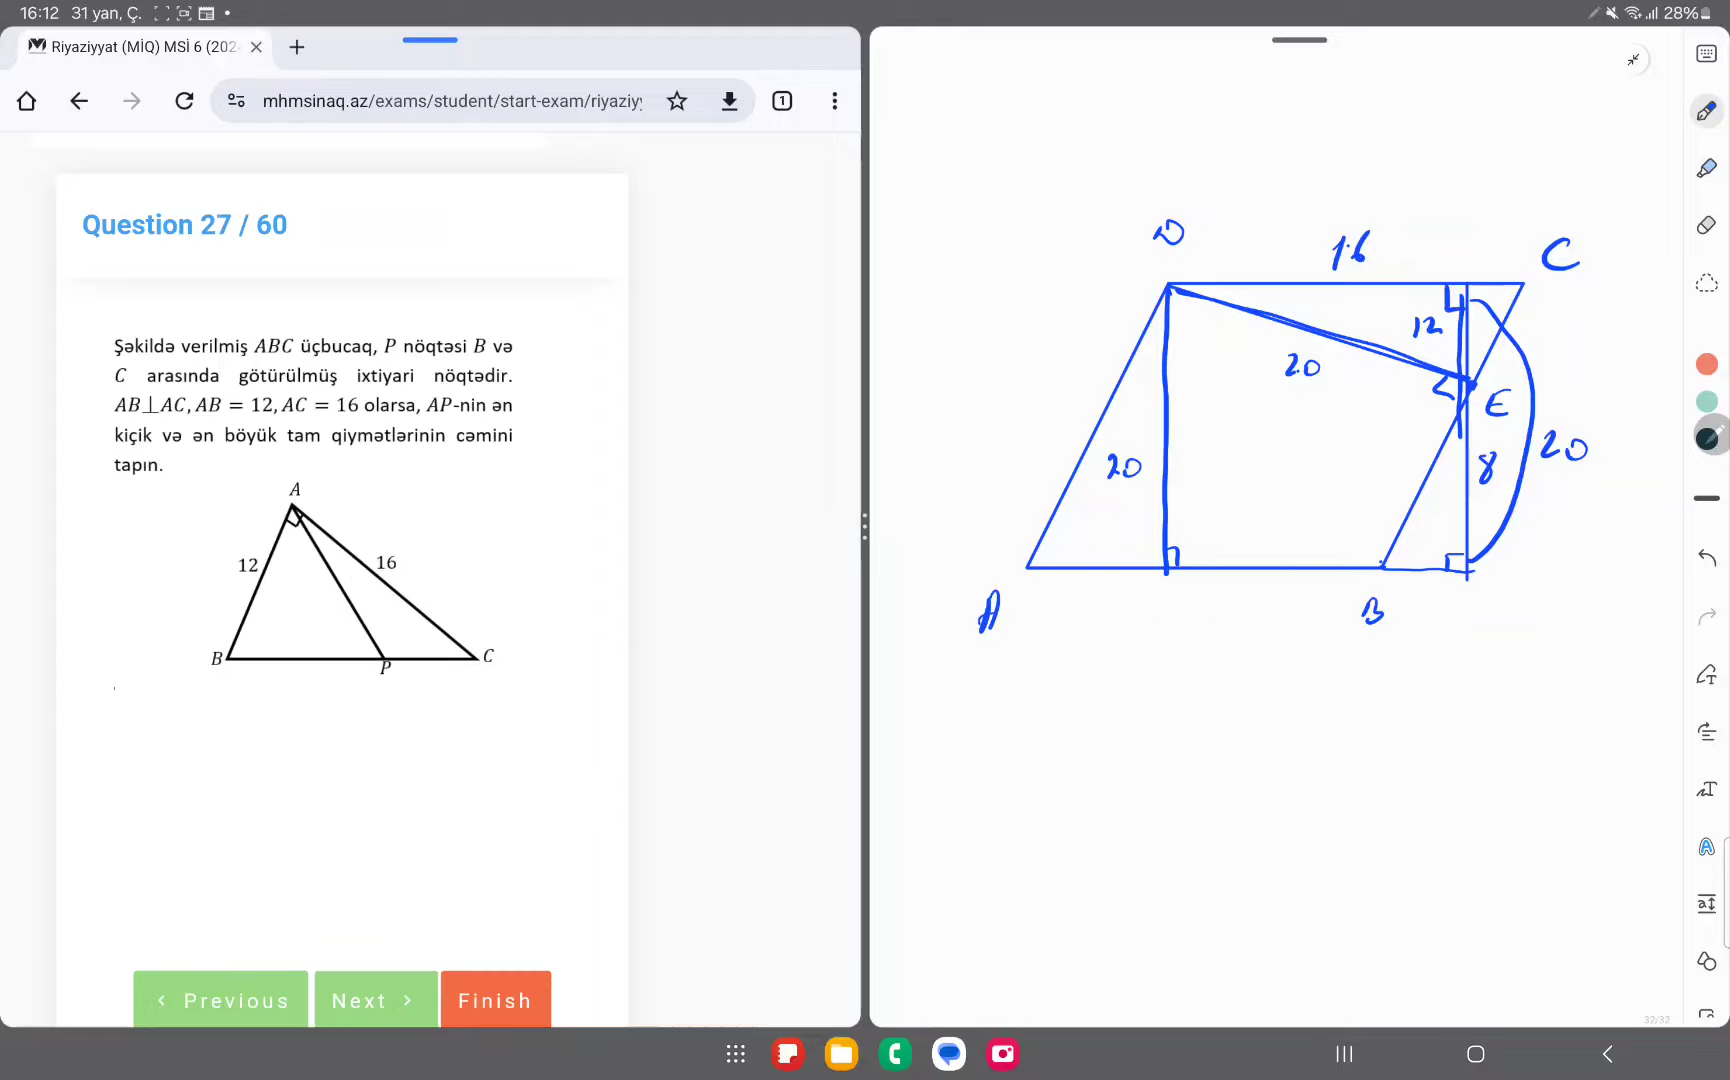 16:12 31 yan, Ç.
28%
Riyaziyyat (MİQ) MSİ 6 (202
mhmsinaq.az/exams/student/start-exam/riyaziy
1
Question 27 / 60
Şəkildə verilmiş ABC üçbucaq, P nöqtəsi B və
C arasında götürülmüş ixtiyari nöqtədir.
AB⊥AC, AB = 12, AC = 16 olarsa, AP-nin ən
kiçik və ən böyük tam qiymətlərinin cəmini
tapın.
A
12
16
B
P
C
Previous
Next
Finish
D
16
C
12
20
E
20
8
20
A
B
32/32